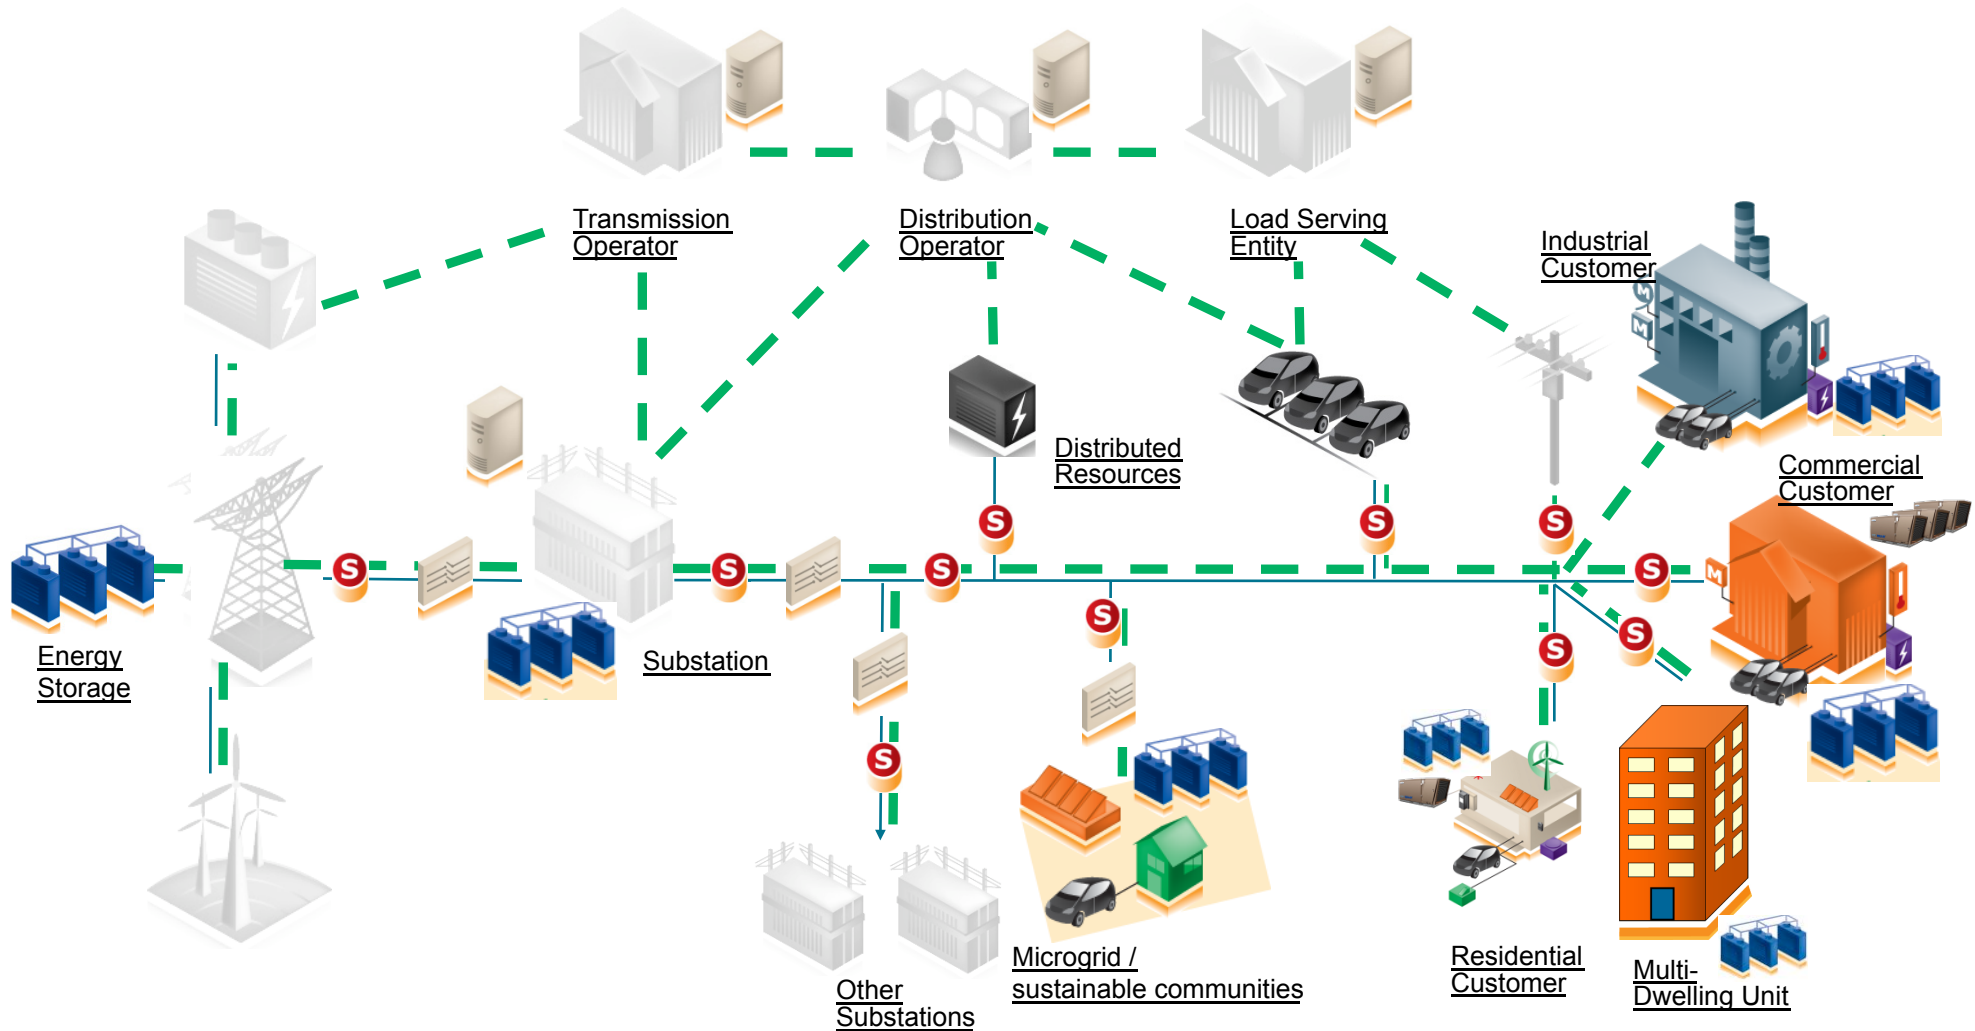 Transmission
Operator
Distribution
Operator
Load Serving
Entity
Industrial
Customer
M
M
Distributed
Resources
Commercial
Customer
S
S
S
S
S
S
S
M
S
S
S
Energy
Storage
Substation
S
Microgrid /
sustainable communities
Other
Substations
Residential
Customer
Multi-
Dwelling Unit